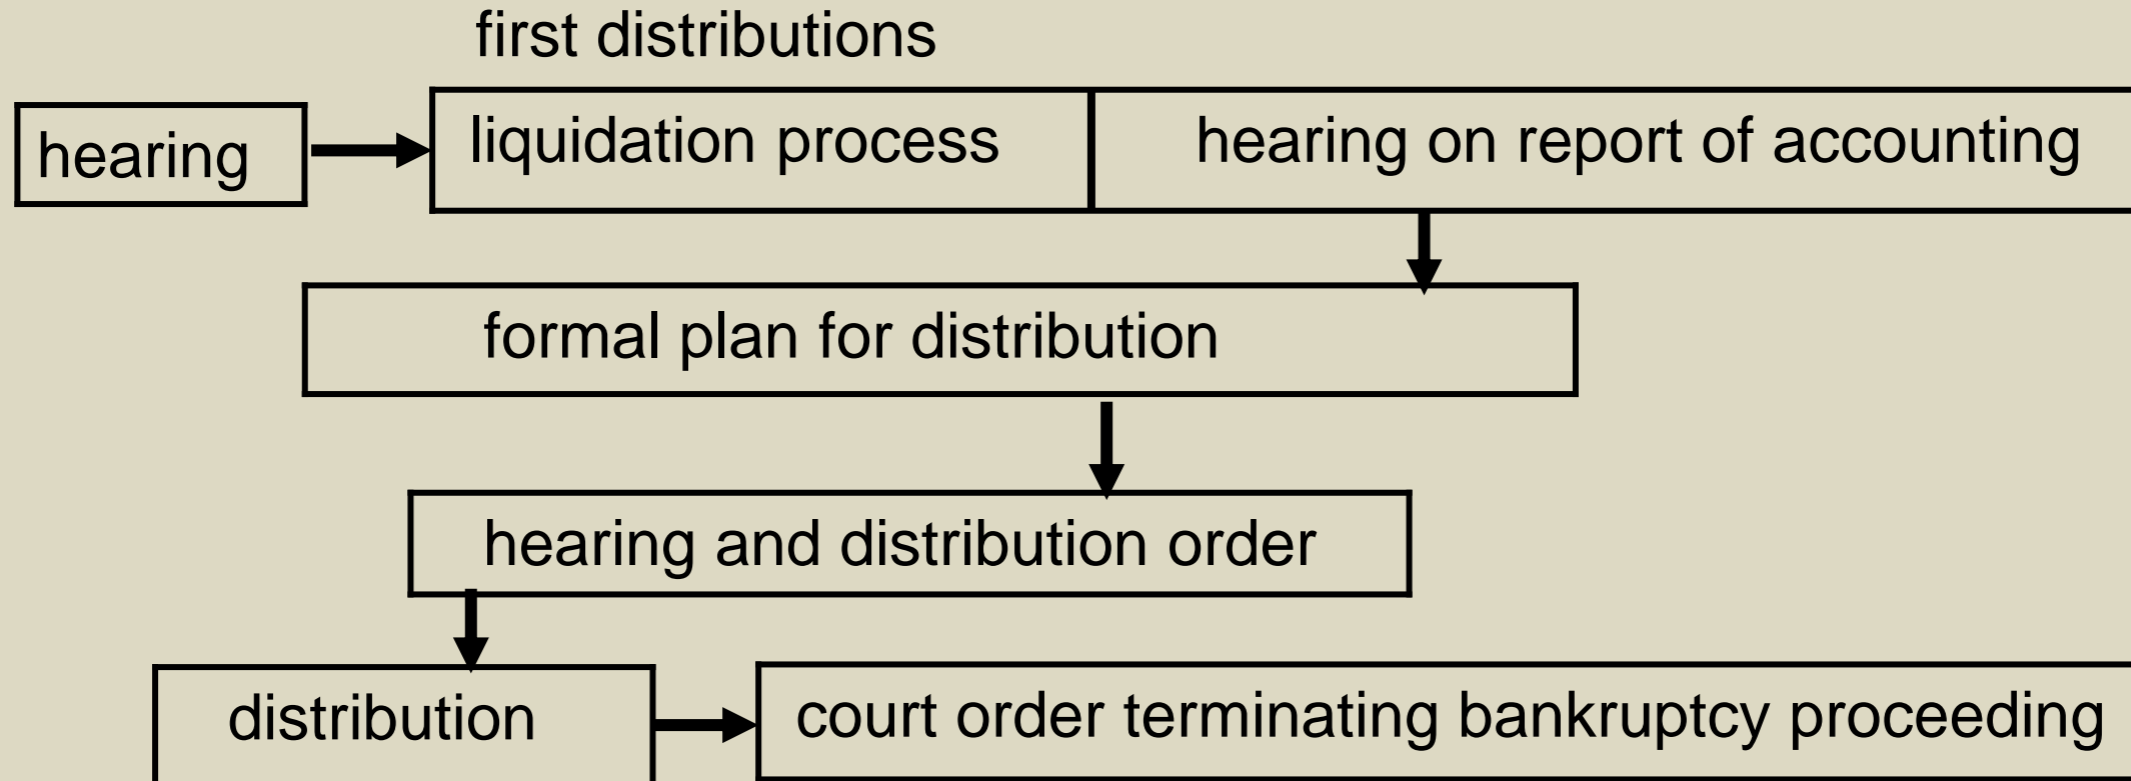 first distributions
hearing
liquidation process
hearing on report of accounting
formal plan for distribution
hearing and distribution order
distribution
court order terminating bankruptcy proceeding